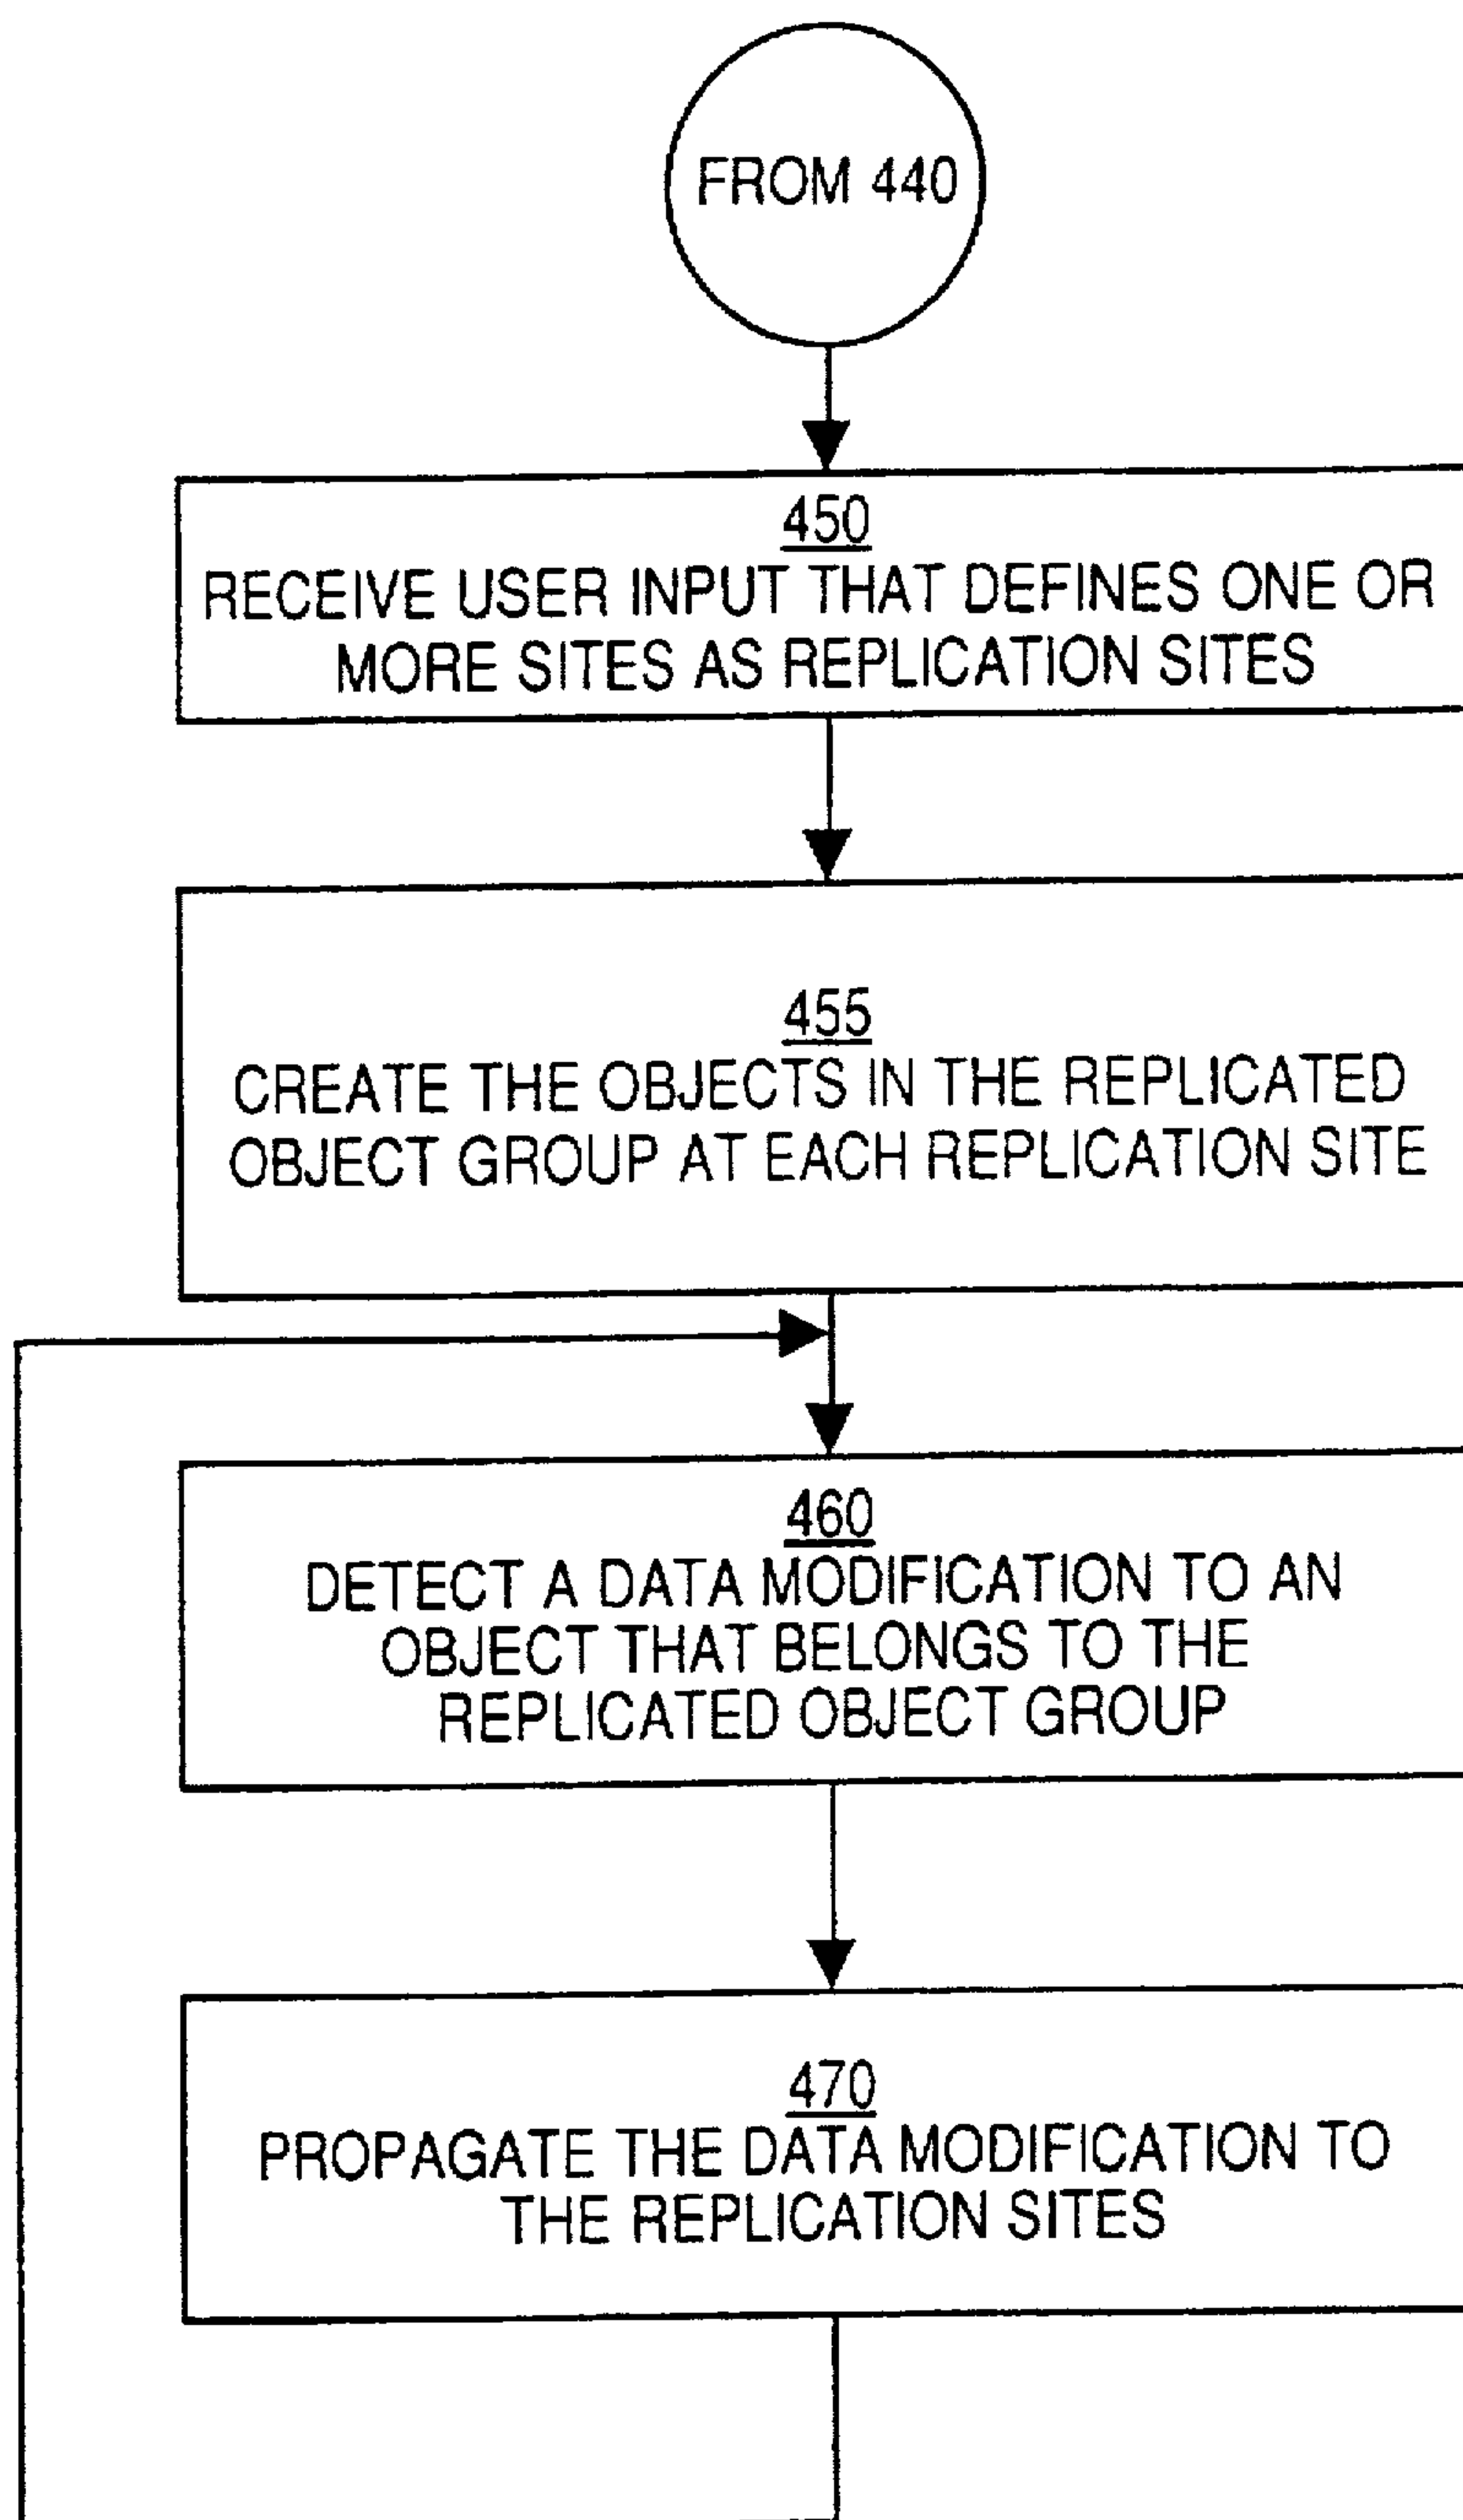 FROM 440
450
RECEIVE USER INPUT THAT DEFINES ONE OR
MORE SITES AS REPLICATION SITES
455
CREATE THE OBJECTS IN THE REPLICATED
OBJECT GROUP AT EACH REPLICATION SITE
460
DETECT A DATA MODIFICATION TO AN
OBJECT THAT BELONGS TO THE
REPLICATED OBJECT GROUP
470
PROPAGATE THE DATA MODIFICATION TO
THE REPLICATION SITES